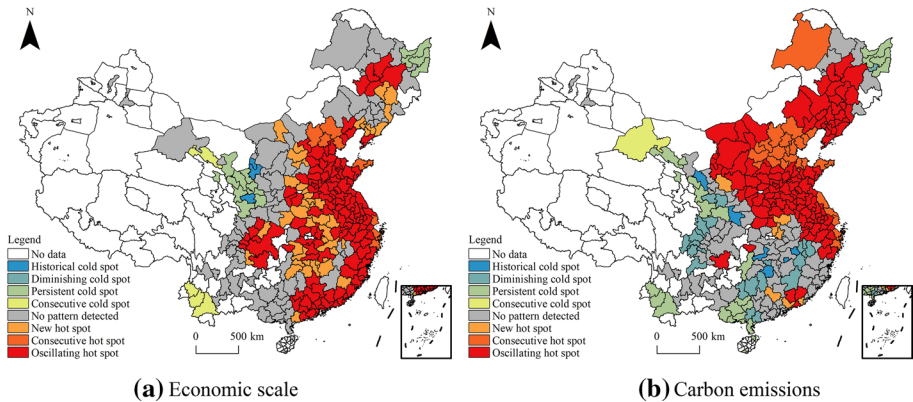 N
Legend
No data
Historical cold spot
Diminishing cold spot
Persistent cold spot
Consecutive cold spot
No pattern detected
New hot spot
Consecutive hot spot
Oscillating hot spot
0 500 km
(a) Economic scale
N
Legend
No data
Historical cold spot
Diminishing cold spot
Persistent cold spot
Consecutive cold spot
No pattern detected
New hot spot
Consecutive hot spot
Oscillating hot spot
0 500 km
(b) Carbon emissions